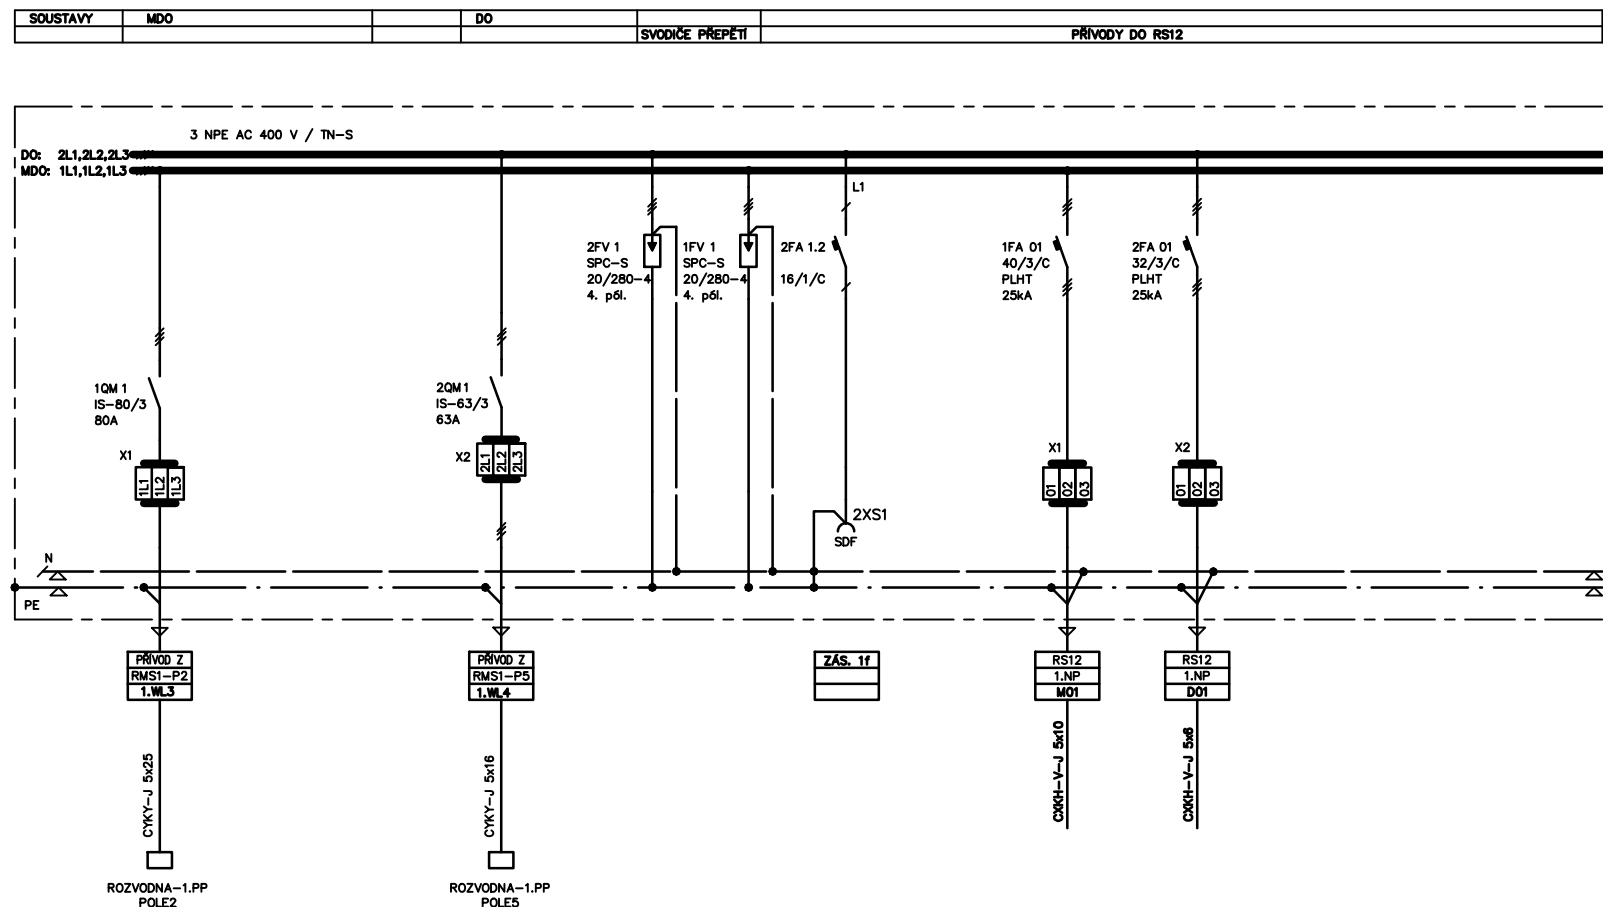 SOUSTAVY MDO DO
SVODIČE PŘEPĚTÍ PŘÍVODY DO RS12
3 NPE AC 400 V / TN-S
DO: 2L1,2L2,2L3
MDO: 1L1,1L2,1L3
L1
2FV 1
SPC-S
20/280-4
4. pól.
1FV 1
SPC-S
20/280-4
4. pól.
2FA 1.2
16/1/C
1FA 01
40/3/C
PLHT
25kA
2FA 01
32/3/C
PLHT
25kA
1QM 1
IS-80/3
80A
2QM 1
IS-63/3
63A
X1
1L1
1L2
1L3
X2
2L1
2L2
2L3
X1
01
02
03
X2
01
02
03
2XS1
SDF
N
PE
PŘÍVOD Z
RMS1-P2
1.WL3
PŘÍVOD Z
RMS1-P5
1.WL4
ZÁS. 1f
RS12
1.NP
M01
RS12
1.NP
D01
CYKY-J 5x25
CYKY-J 5x16
CXKH-V-J 5x10
CXKH-V-J 5x6
ROZVODNA-1.PP
POLE2
ROZVODNA-1.PP
POLE5